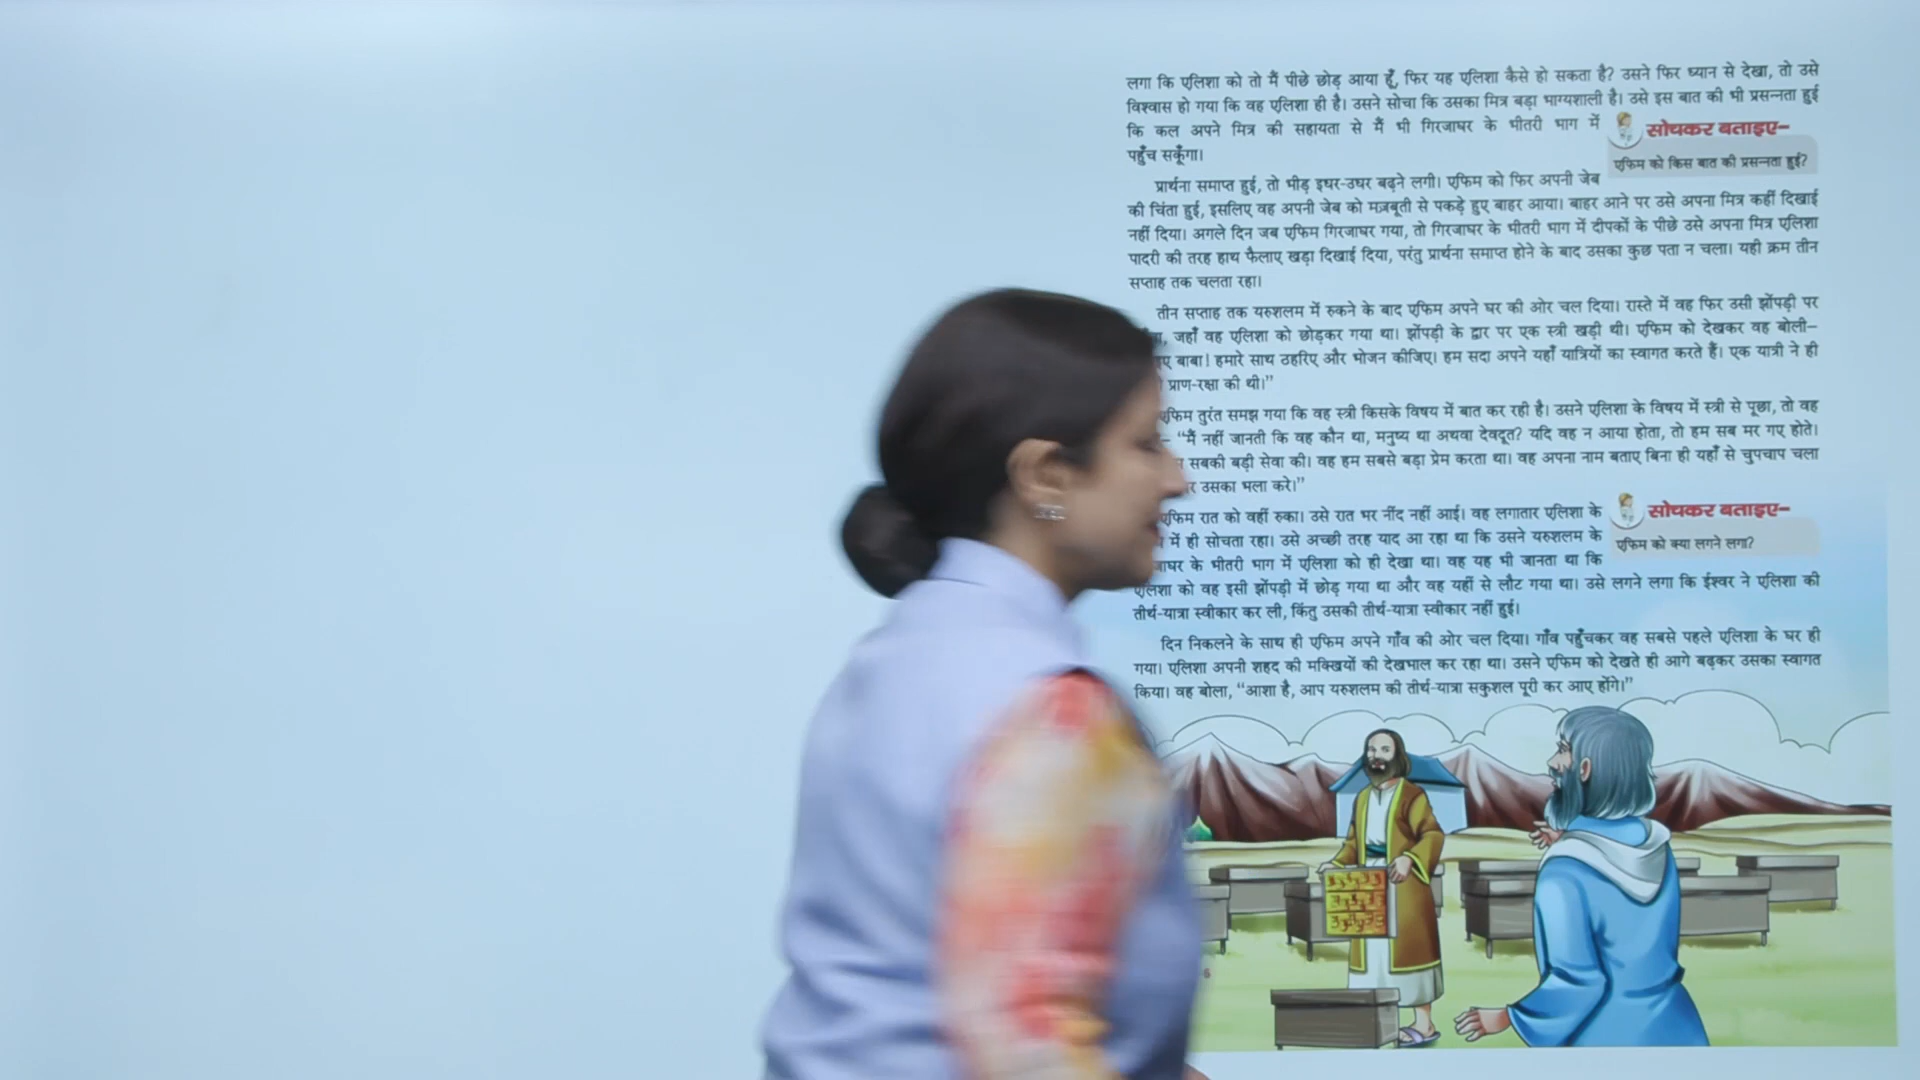 लगा कि एलिशा को तो मैं पीछे छोड़ आया हूँ, फिर यह एलिशा कैसे हो सकता है? उसने फिर ध्यान से देखा, तो उसे
विश्वास हो गया कि वह एलिशा ही है। उसने सोचा कि उसका मित्र बड़ा भाग्यशाली है। उसे इस बात की भी प्रसन्नता हुई
कि कल अपने मित्र की सहायता से मैं भी गिरजाघर के भीतरी भाग में
पहुँच सकूँगा।
सोचकर बताइए–
एफिम को किस बात की प्रसन्नता हुई?
प्रार्थना समाप्त हुई, तो भीड़ इधर-उधर बढ़ने लगी। एफिम को फिर अपनी जेब
की चिंता हुई, इसलिए वह अपनी जेब को मज़बूती से पकड़े हुए बाहर आया। बाहर आने पर उसे अपना मित्र कहीं दिखाई
नहीं दिया। अगले दिन जब एफिम गिरजाघर गया, तो गिरजाघर के भीतरी भाग में दीपकों के पीछे उसे अपना मित्र एलिशा
पादरी की तरह हाथ फैलाए खड़ा दिखाई दिया, परंतु प्रार्थना समाप्त होने के बाद उसका कुछ पता न चला। यही क्रम तीन
सप्ताह तक चलता रहा।
तीन सप्ताह तक यरुशलम में रुकने के बाद एफिम अपने घर की ओर चल दिया। रास्ते में वह फिर उसी झोंपड़ी पर
जहाँ वह एलिशा को छोड़कर गया था। झोंपड़ी के द्वार पर एक स्त्री खड़ी थी। एफिम को देखकर वह बोली–
बाबा! हमारे साथ ठहरिए और भोजन कीजिए। हम सदा अपने यहाँ यात्रियों का स्वागत करते हैं। एक यात्री ने ही
प्राण-रक्षा की थी।”
एफिम तुरंत समझ गया कि वह स्त्री किसके विषय में बात कर रही है। उसने एलिशा के विषय में स्त्री से पूछा, तो वह
– “मैं नहीं जानती कि वह कौन था, मनुष्य था अथवा देवदूत? यदि वह न आया होता, तो हम सब मर गए होते।
सबकी बड़ी सेवा की। वह हम सबसे बड़ा प्रेम करता था। वह अपना नाम बताए बिना ही यहाँ से चुपचाप चला
उसका भला करे।”
एफिम रात को वहीं रुका। उसे रात भर नींद नहीं आई। वह लगातार एलिशा के
में ही सोचता रहा। उसे अच्छी तरह याद आ रहा था कि उसने यरुशलम के
के भीतरी भाग में एलिशा को ही देखा था। वह यह भी जानता था कि
सोचकर बताइए–
एफिम को क्या लगने लगा?
एलिशा को वह इसी झोंपड़ी में छोड़ गया था और वह यहीं से लौट गया था। उसे लगने लगा कि ईश्वर ने एलिशा की
तीर्थ-यात्रा स्वीकार कर ली, किंतु उसकी तीर्थ-यात्रा स्वीकार नहीं हुई।
दिन निकलने के साथ ही एफिम अपने गाँव की ओर चल दिया। गाँव पहुँचकर वह सबसे पहले एलिशा के घर ही
गया। एलिशा अपनी शहद की मक्खियों की देखभाल कर रहा था। उसने एफिम को देखते ही आगे बढ़कर उसका स्वागत
किया। वह बोला, “आशा है, आप यरुशलम की तीर्थ-यात्रा सकुशल पूरी कर आए होंगे।”